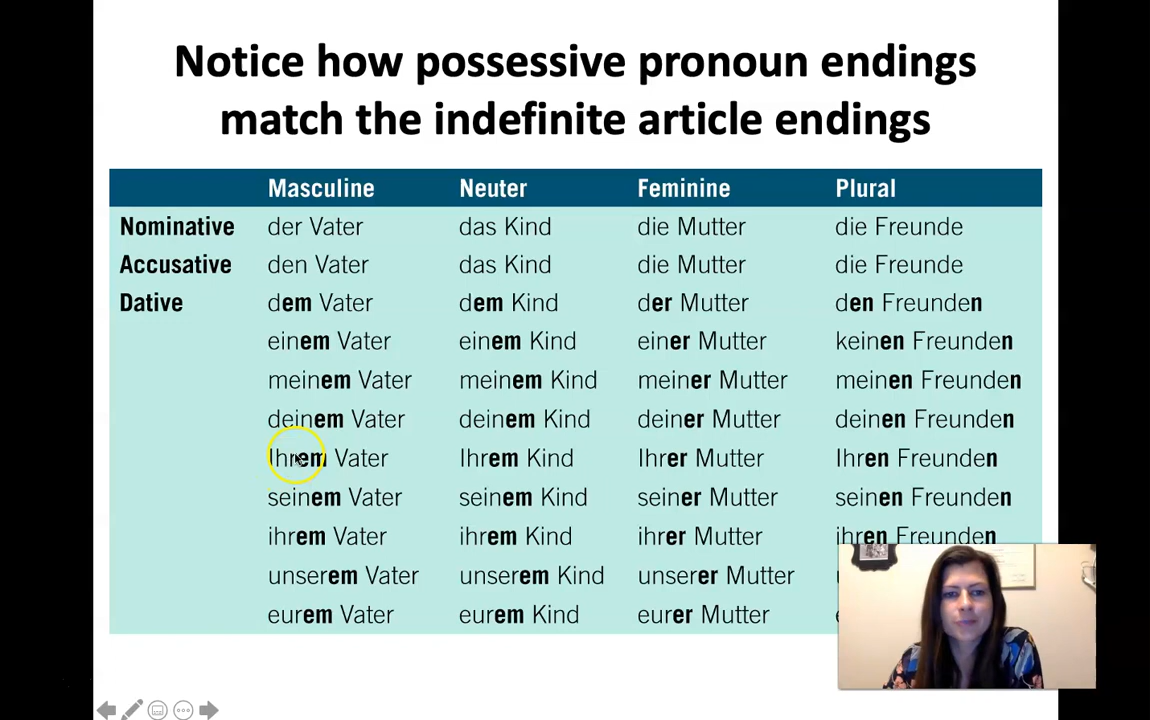 Notice how possessive pronoun endings
match the indefinite article endings
Masculine Neuter Feminine Plural
Nominative der Vater das Kind die Mutter die Freunde
Accusative den Vater das Kind die Mutter die Freunde
Dative dem Vater dem Kind der Mutter den Freunden
einem Vater einem Kind einer Mutter keinen Freunden
meinem Vater meinem Kind meiner Mutter meinen Freunden
deinem Vater deinem Kind deiner Mutter deinen Freunden
Ihrem Vater Ihrem Kind Ihrer Mutter Ihren Freunden
seinem Vater seinem Kind seiner Mutter seinen Freunden
ihrem Vater ihrem Kind ihrer Mutter ihren Freunden
unserem Vater unserem Kind unserer Mutter
eurem Vater eurem Kind eurer Mutter